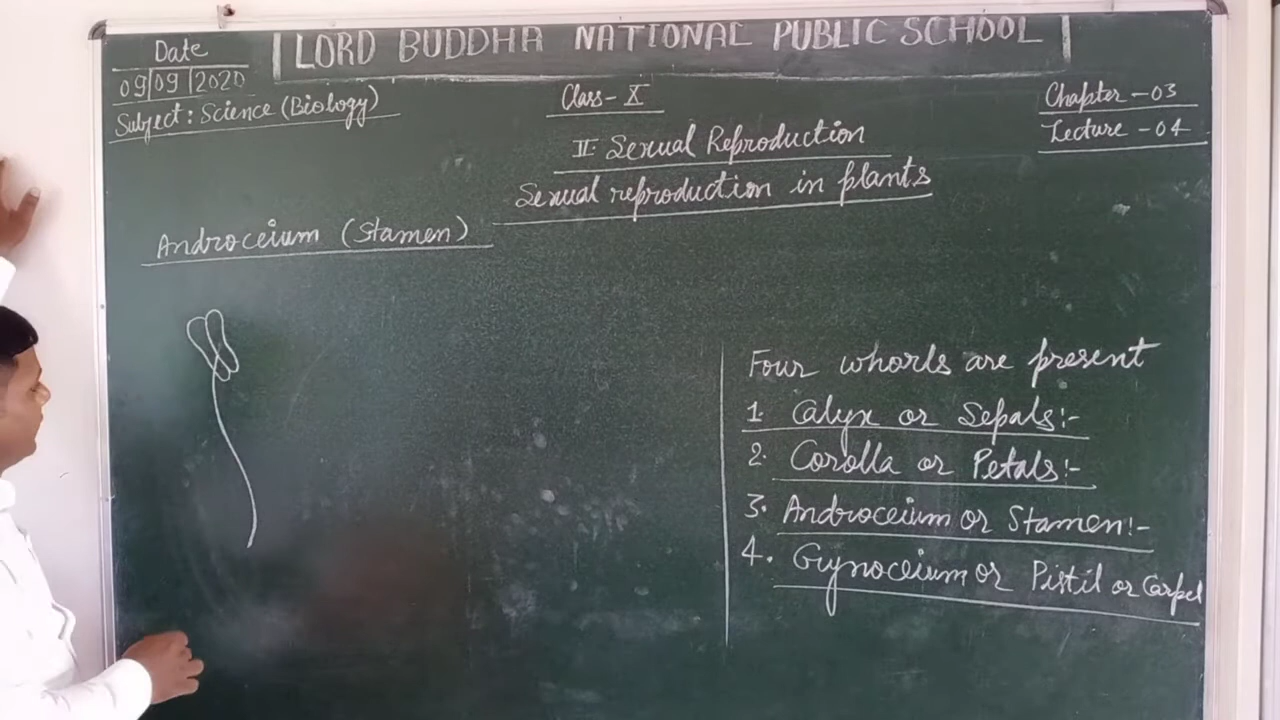 Date
LORD BUDDHA NATIONAL PUBLIC SCHOOL
09/09/2020
Subject: Science (Biology)
Class-X
Chapter-03
Lecture-04
II. Sexual Reproduction
Sexual reproduction in plants
Androceium (Stamen)
Four whorls are present
1. Calyx or Sepals:-
2. Corolla or Petals:-
3. Androceium or Stamen:-
4. Gynoceium or Pistil or Carpel